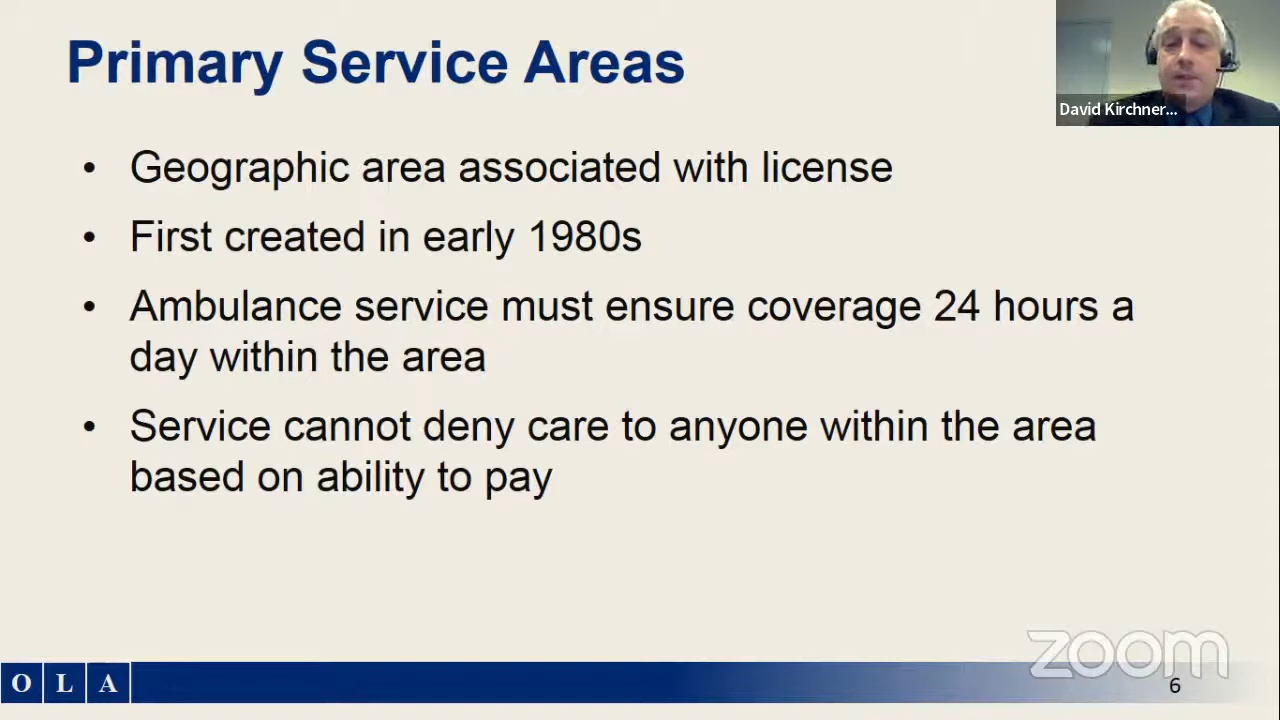 Primary Service Areas
David Kirchner...
• Geographic area associated with license
• First created in early 1980s
• Ambulance service must ensure coverage 24 hours a
day within the area
• Service cannot deny care to anyone within the area
based on ability to pay
zoom
O L A
6